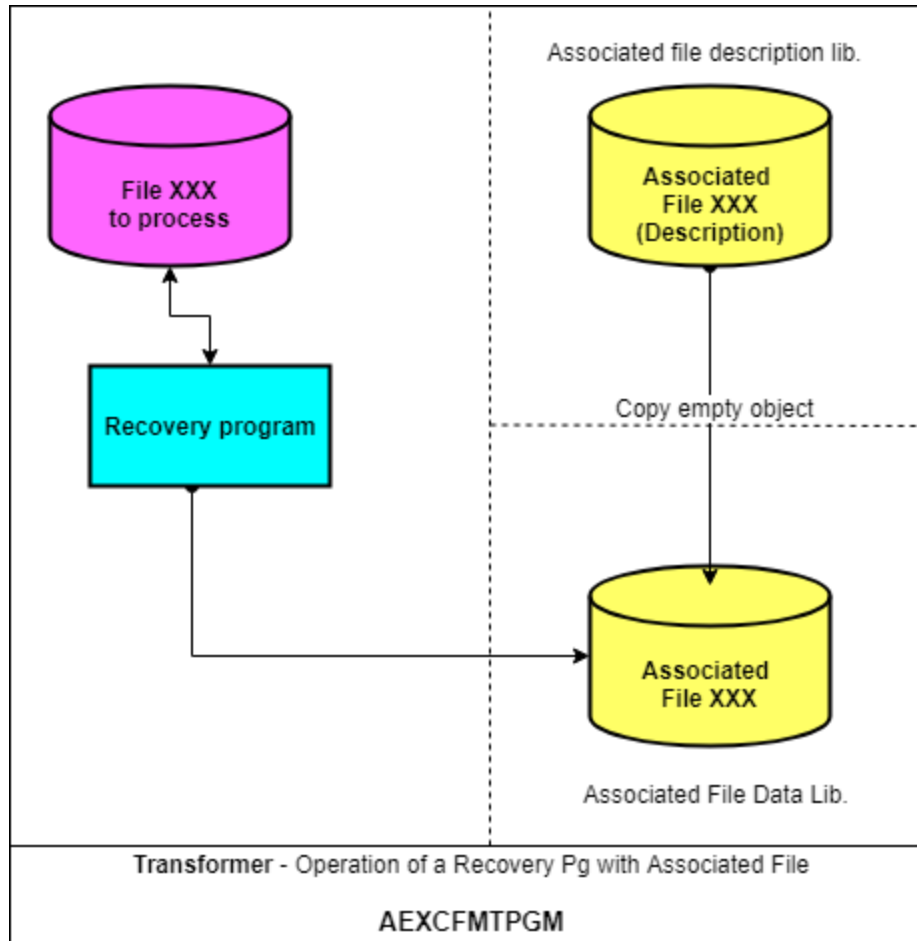 Associated file description lib.
File XXX
to process
Associated
File XXX
(Description)
Recovery program
Copy empty object
Associated
File XXX
Associated File Data Lib.
Transformer - Operation of a Recovery Pg with Associated File
AEXCFMTPGM